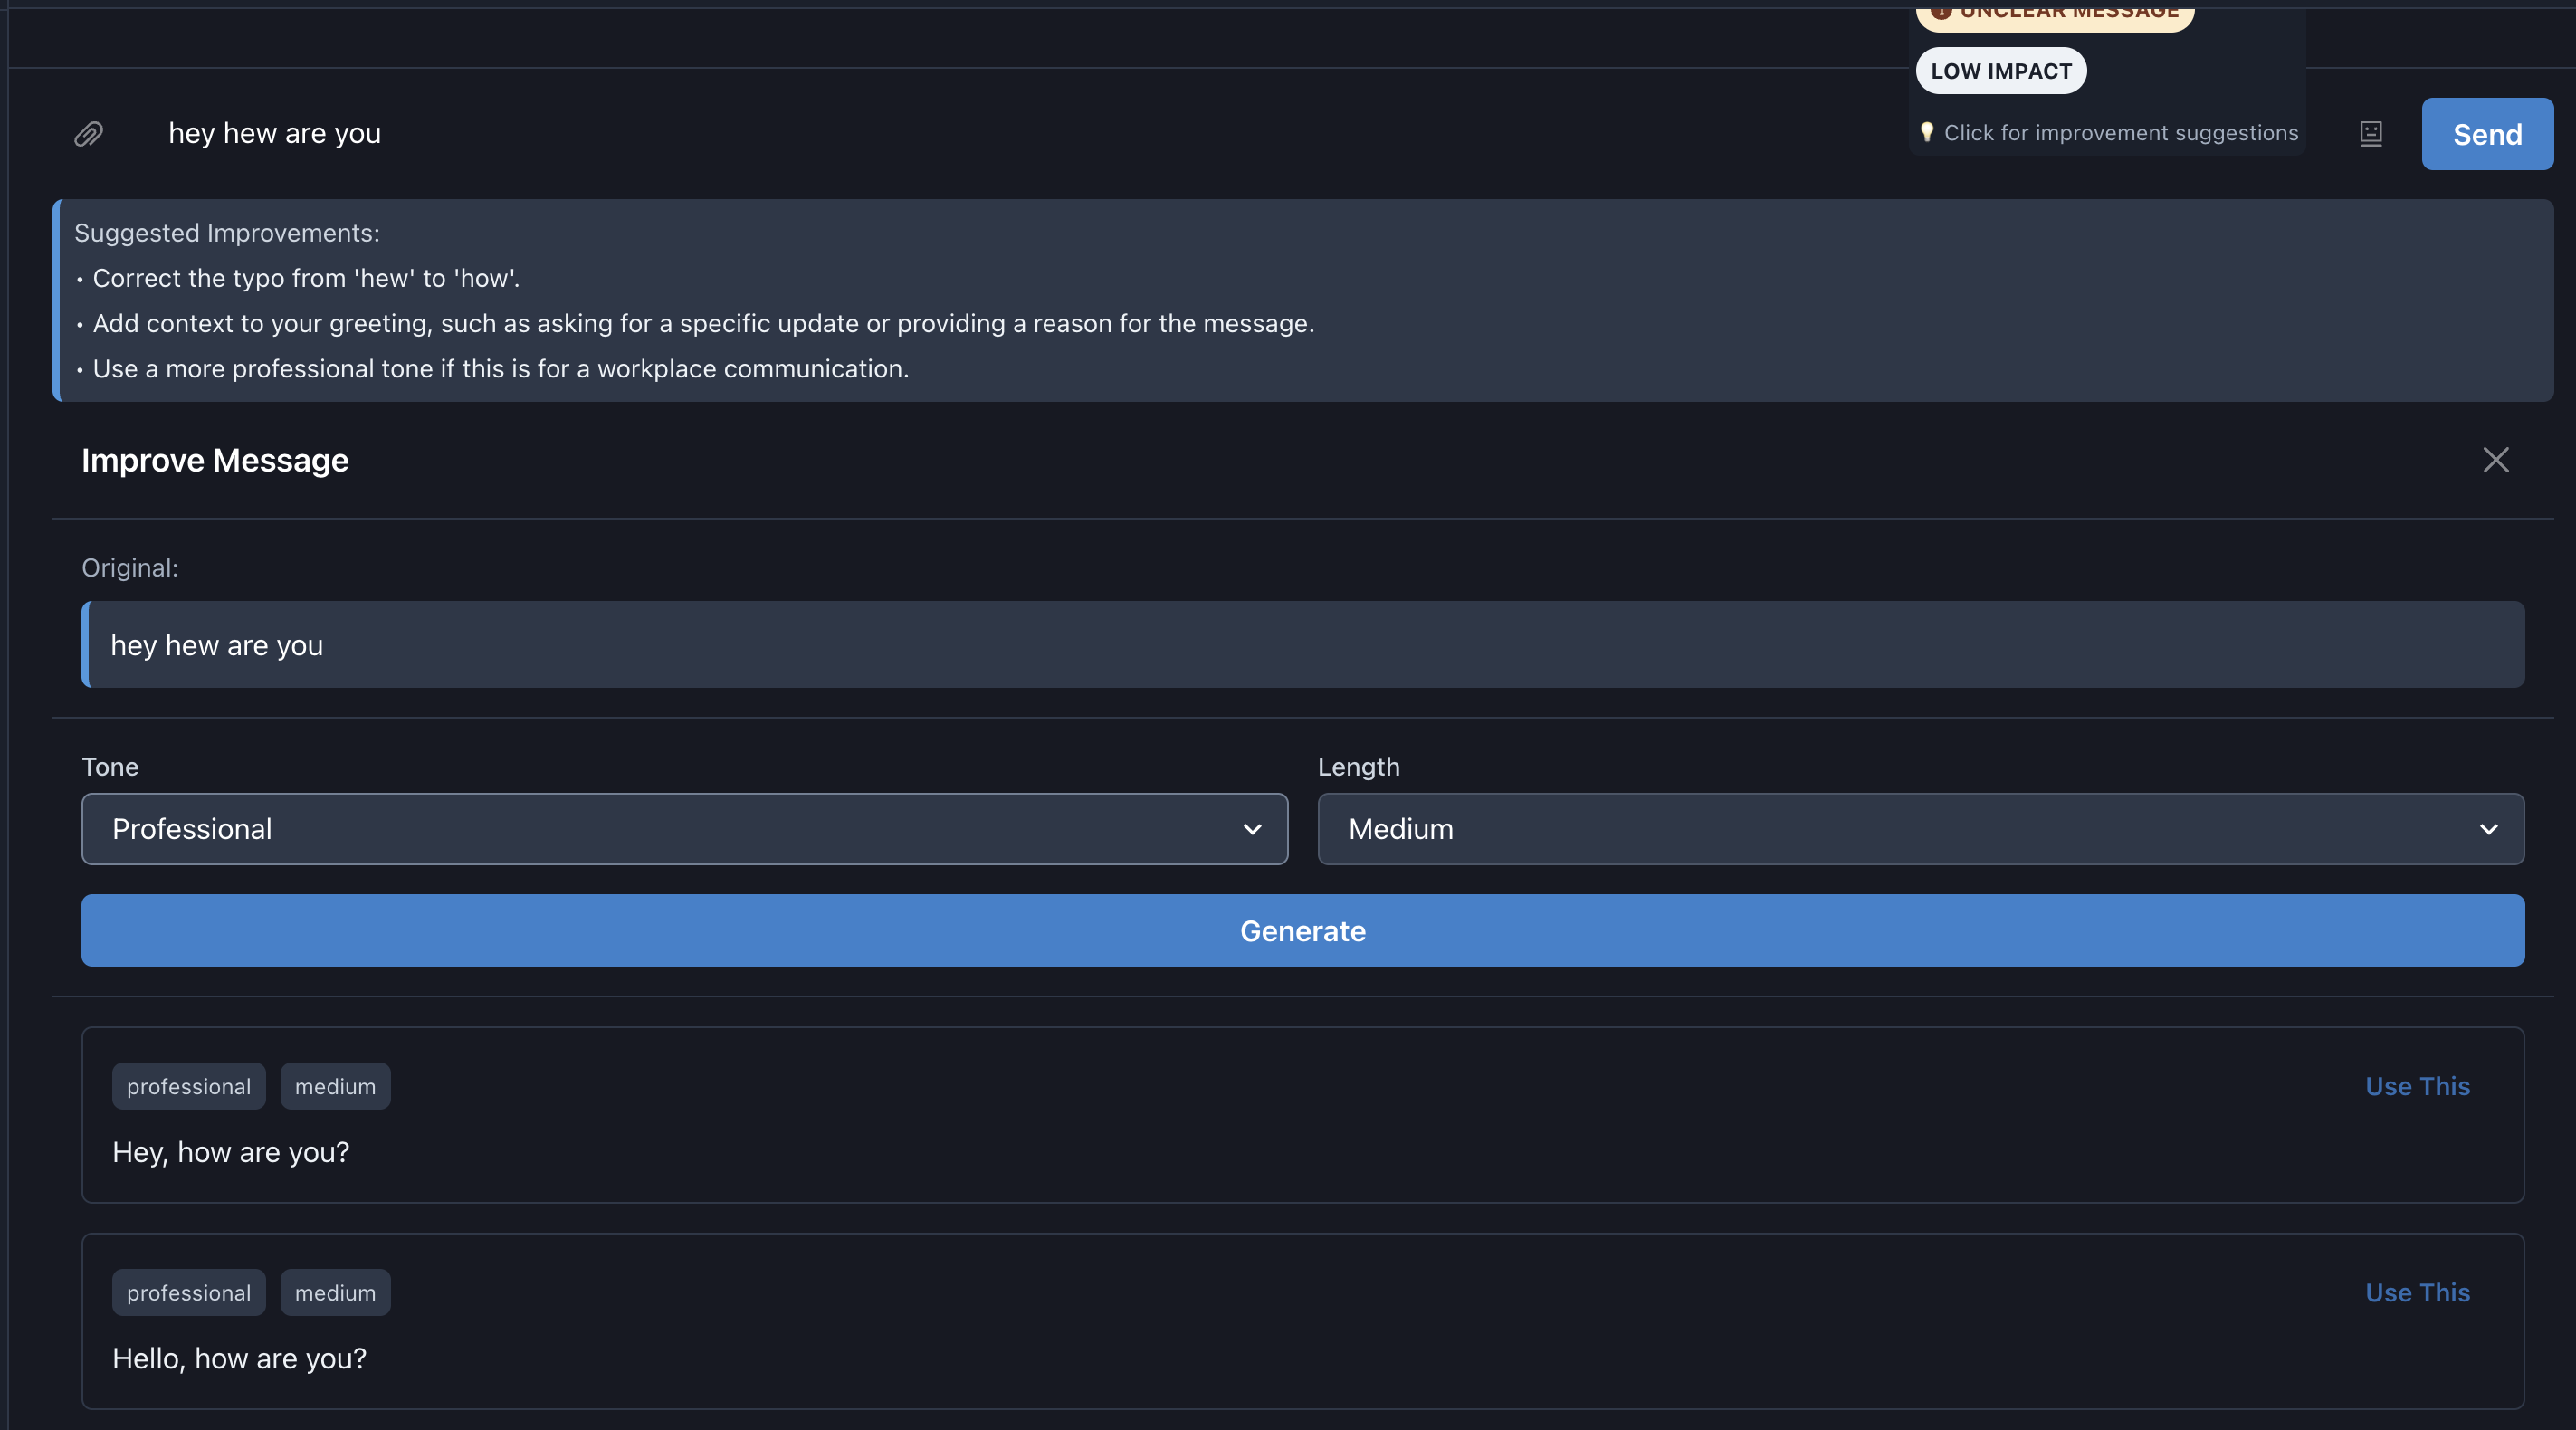 UNCLEAR MESSAGE
LOW IMPACT
hey hew are you
💡 Click for improvement suggestions
Send
Suggested Improvements:
• Correct the typo from 'hew' to 'how'.
• Add context to your greeting, such as asking for a specific update or providing a reason for the message.
• Use a more professional tone if this is for a workplace communication.
Improve Message
Original:
hey hew are you
Tone
Length
Professional
Medium
Generate
professional
medium
Use This
Hey, how are you?
professional
medium
Use This
Hello, how are you?